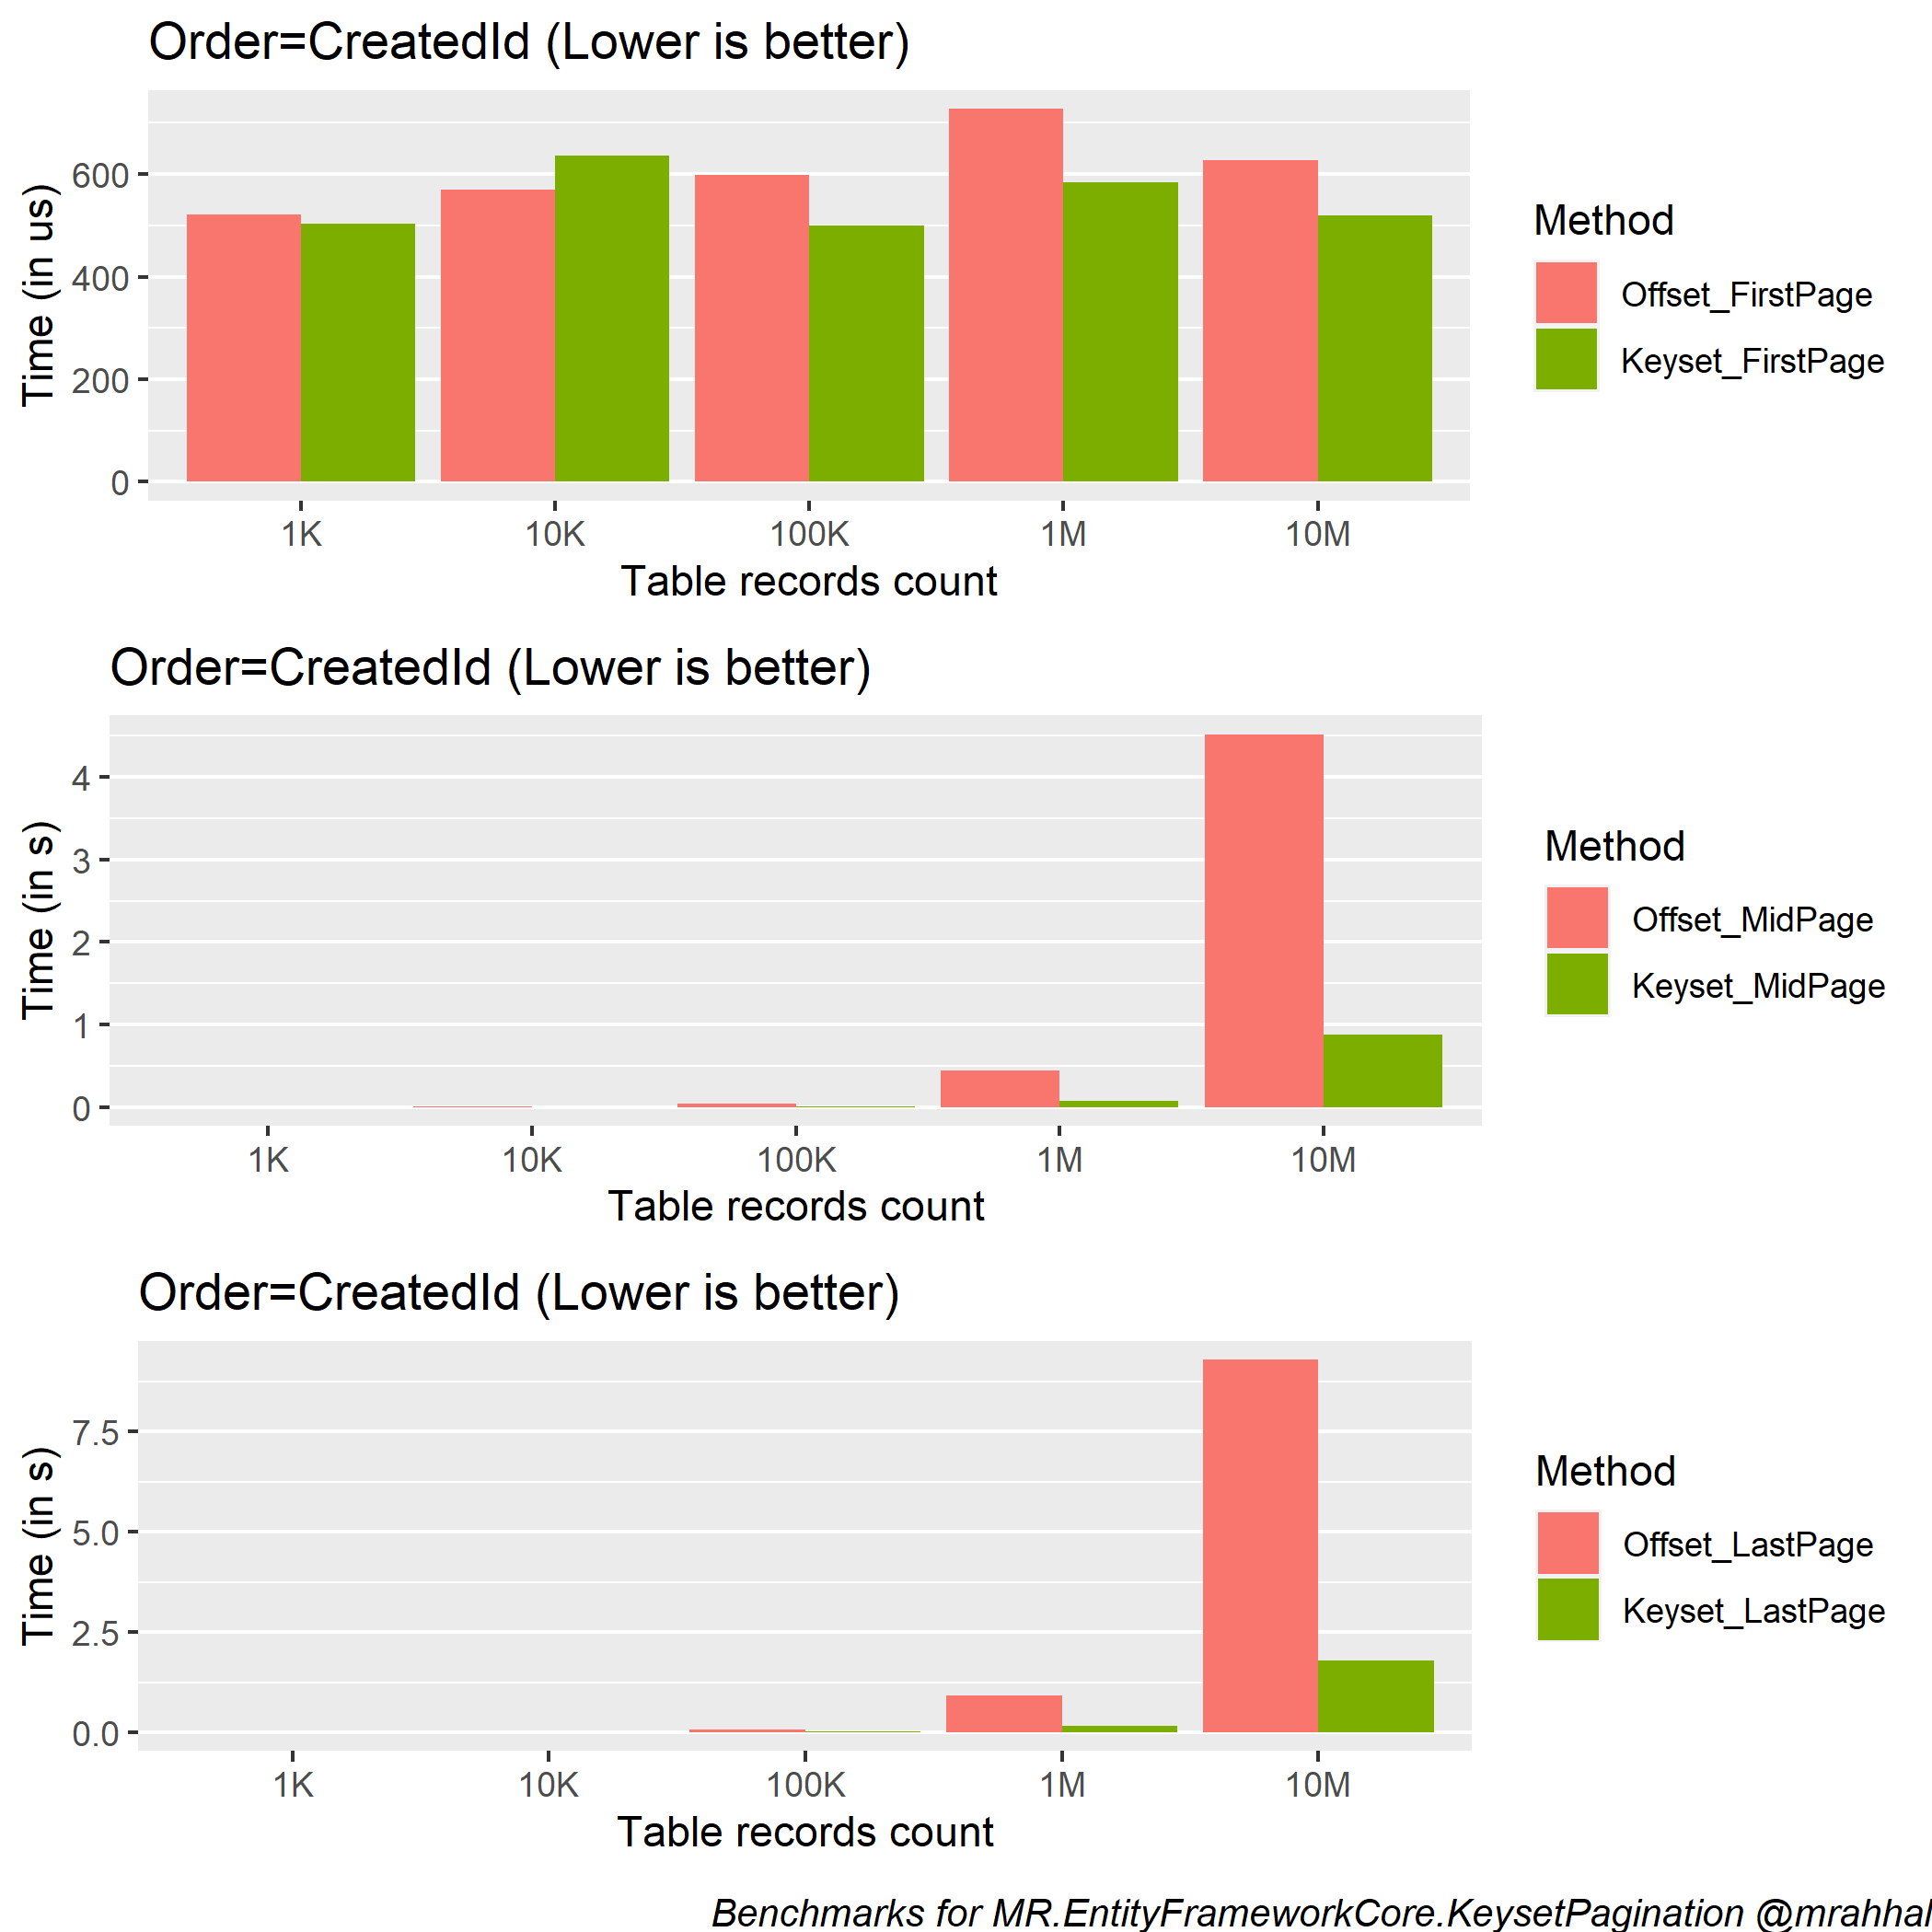 Order=CreatedId (Lower is better)
Time (in us)
600
400
200
0
1K 10K 100K 1M 10M
Table records count
Method
Offset_FirstPage
Keyset_FirstPage
Order=CreatedId (Lower is better)
Time (in s)
4
3
2
1
0
1K 10K 100K 1M 10M
Table records count
Method
Offset_MidPage
Keyset_MidPage
Order=CreatedId (Lower is better)
Time (in s)
7.5
5.0
2.5
0.0
1K 10K 100K 1M 10M
Table records count
Method
Offset_LastPage
Keyset_LastPage
Benchmarks for MR.EntityFrameworkCore.KeysetPagination @mrahhal